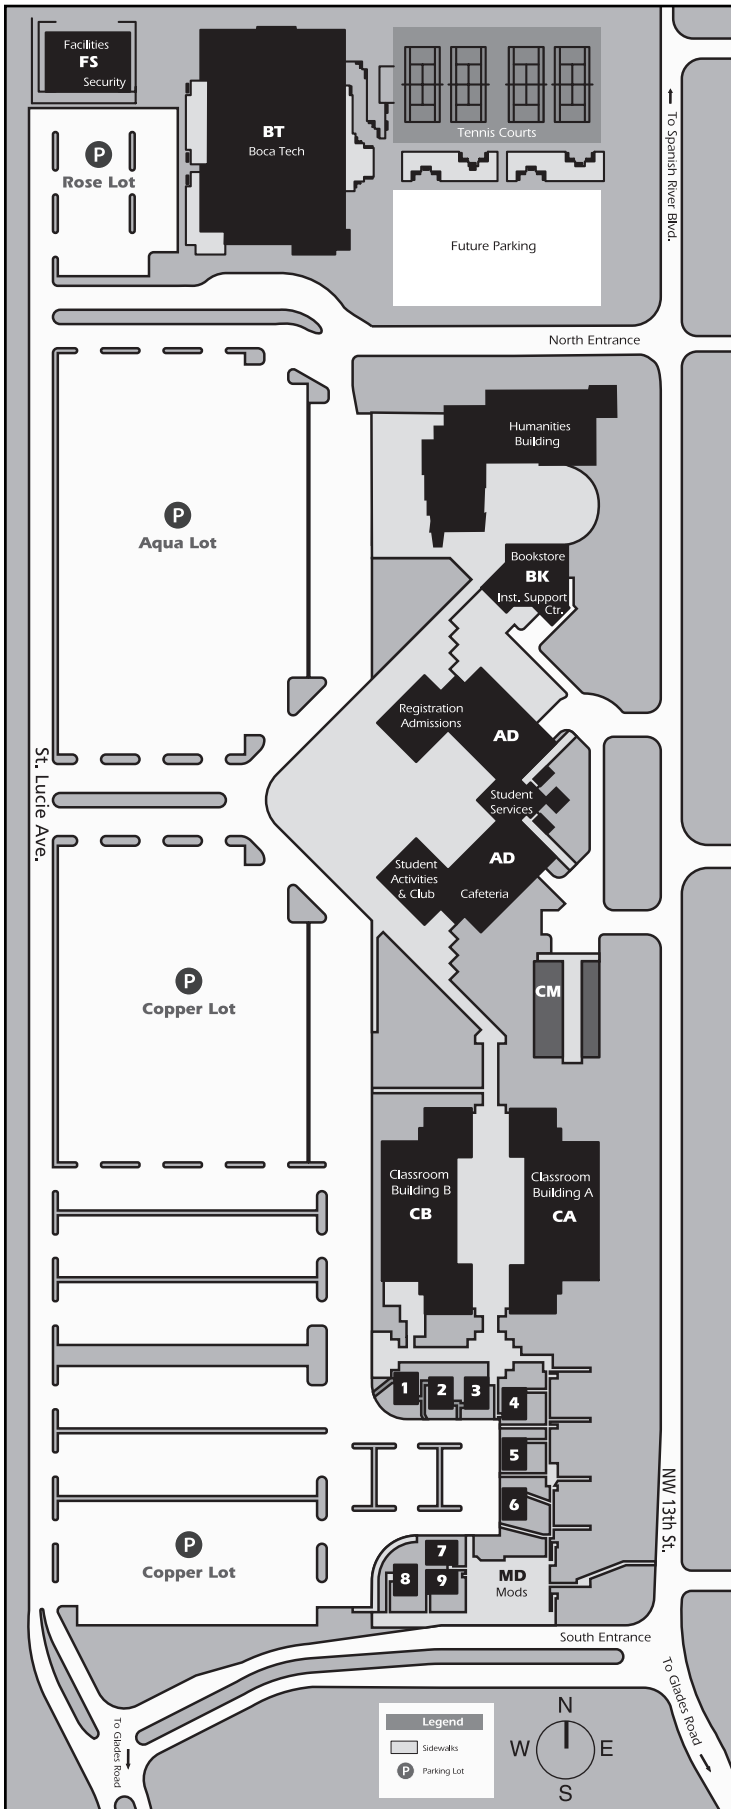 Facilities
FS
Security
BT
Boca Tech
Tennis Courts
← To Spanish River Blvd.
P
Rose Lot
Future Parking
North Entrance
Humanities
Building
P
Aqua Lot
Bookstore
BK
Inst. Support
Ctr.
Registration
Admissions
AD
St. Lucie Ave.
Student
Services
AD
Student
Activities
& Club
Cafeteria
P
Copper Lot
CM
Classroom
Building B
CB
Classroom
Building A
CA
1
2
3
4
5
6
NW 13th St.
P
Copper Lot
7
8
9
MD
Mods
South Entrance
To Glades Road →
To Glades Road →
Legend
Sidewalks
P Parking Lot
N
W E
S